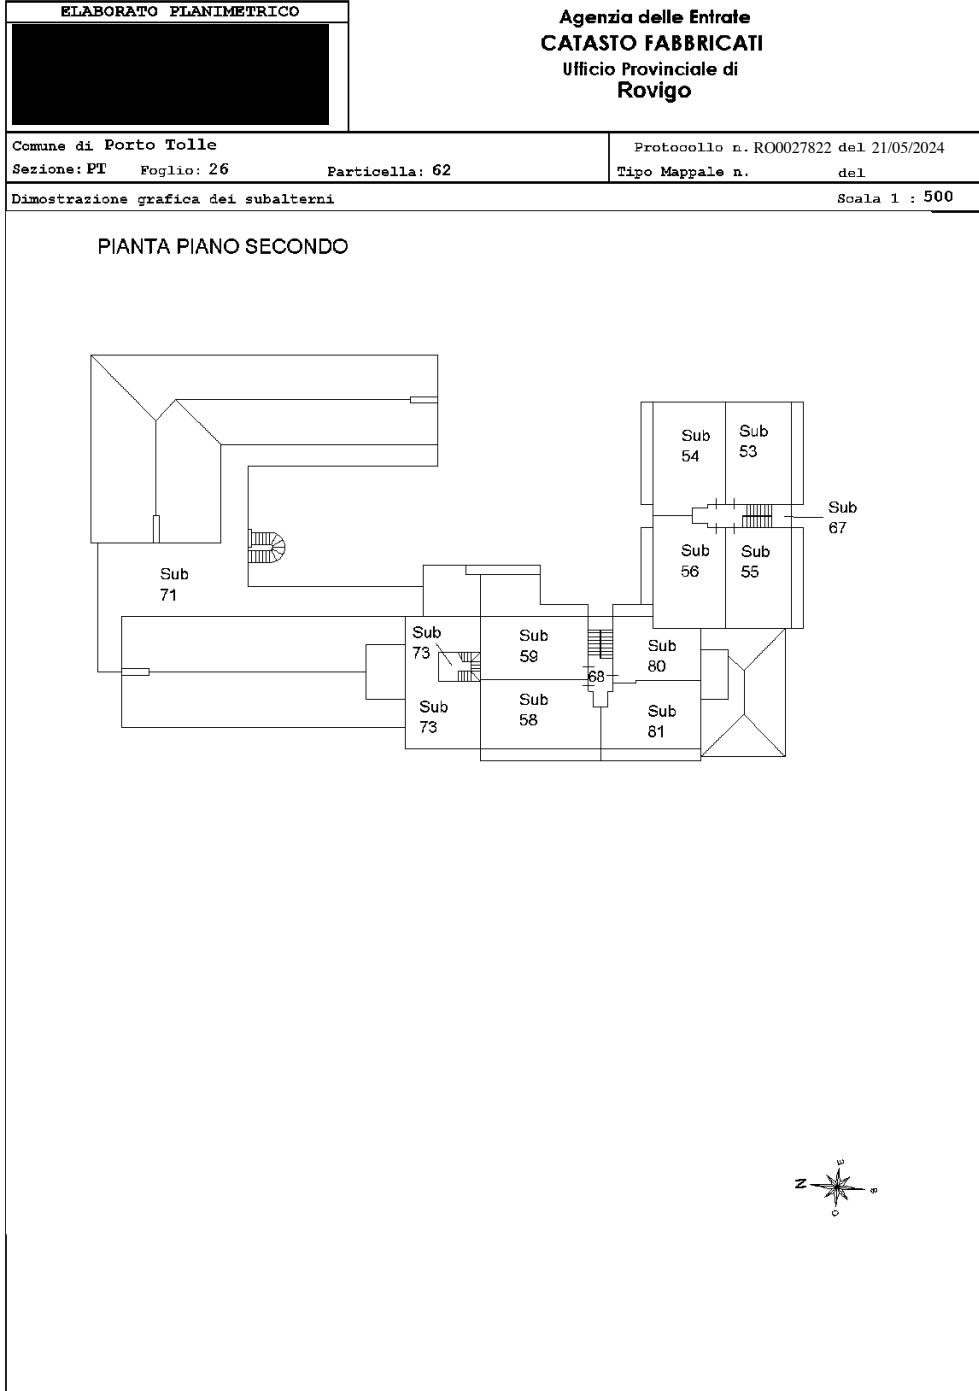 ELABORATO PLANIMETRICO
Agenzia delle Entrate
CATASTO FABBRICATI
Ufficio Provinciale di
Rovigo
Comune di Porto Tolle
Protocollo n. RO0027822 del 21/05/2024
Sezione: PT Foglio: 26 Particella: 62
Tipo Mappale n. del
Dimostrazione grafica dei subalterni
Scala 1 : 500
PIANTA PIANO SECONDO
Sub
54
Sub
53
Sub
67
Sub
56
Sub
55
Sub
71
Sub
73
Sub
59
Sub
80
68
Sub
73
Sub
58
Sub
81
E
N
S
O